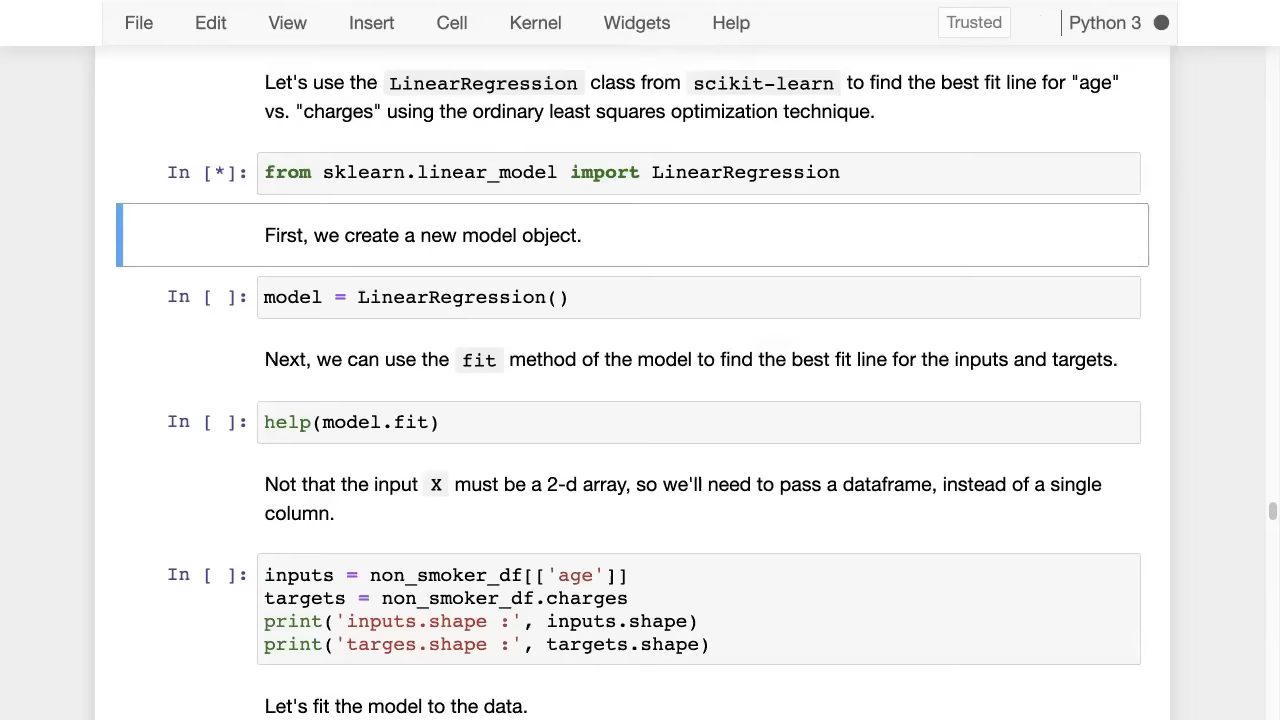 File Edit View Insert Cell Kernel Widgets Help Trusted Python 3
Let's use the LinearRegression class from scikit-learn to find the best fit line for "age"
vs. "charges" using the ordinary least squares optimization technique.
In [*]: from sklearn.linear_model import LinearRegression
First, we create a new model object.
In [ ]: model = LinearRegression()
Next, we can use the fit method of the model to find the best fit line for the inputs and targets.
In [ ]: help(model.fit)
Not that the input X must be a 2-d array, so we'll need to pass a dataframe, instead of a single
column.
In [ ]: inputs = non_smoker_df[['age']]
targets = non_smoker_df.charges
print('inputs.shape :', inputs.shape)
print('targes.shape :', targets.shape)
Let's fit the model to the data.